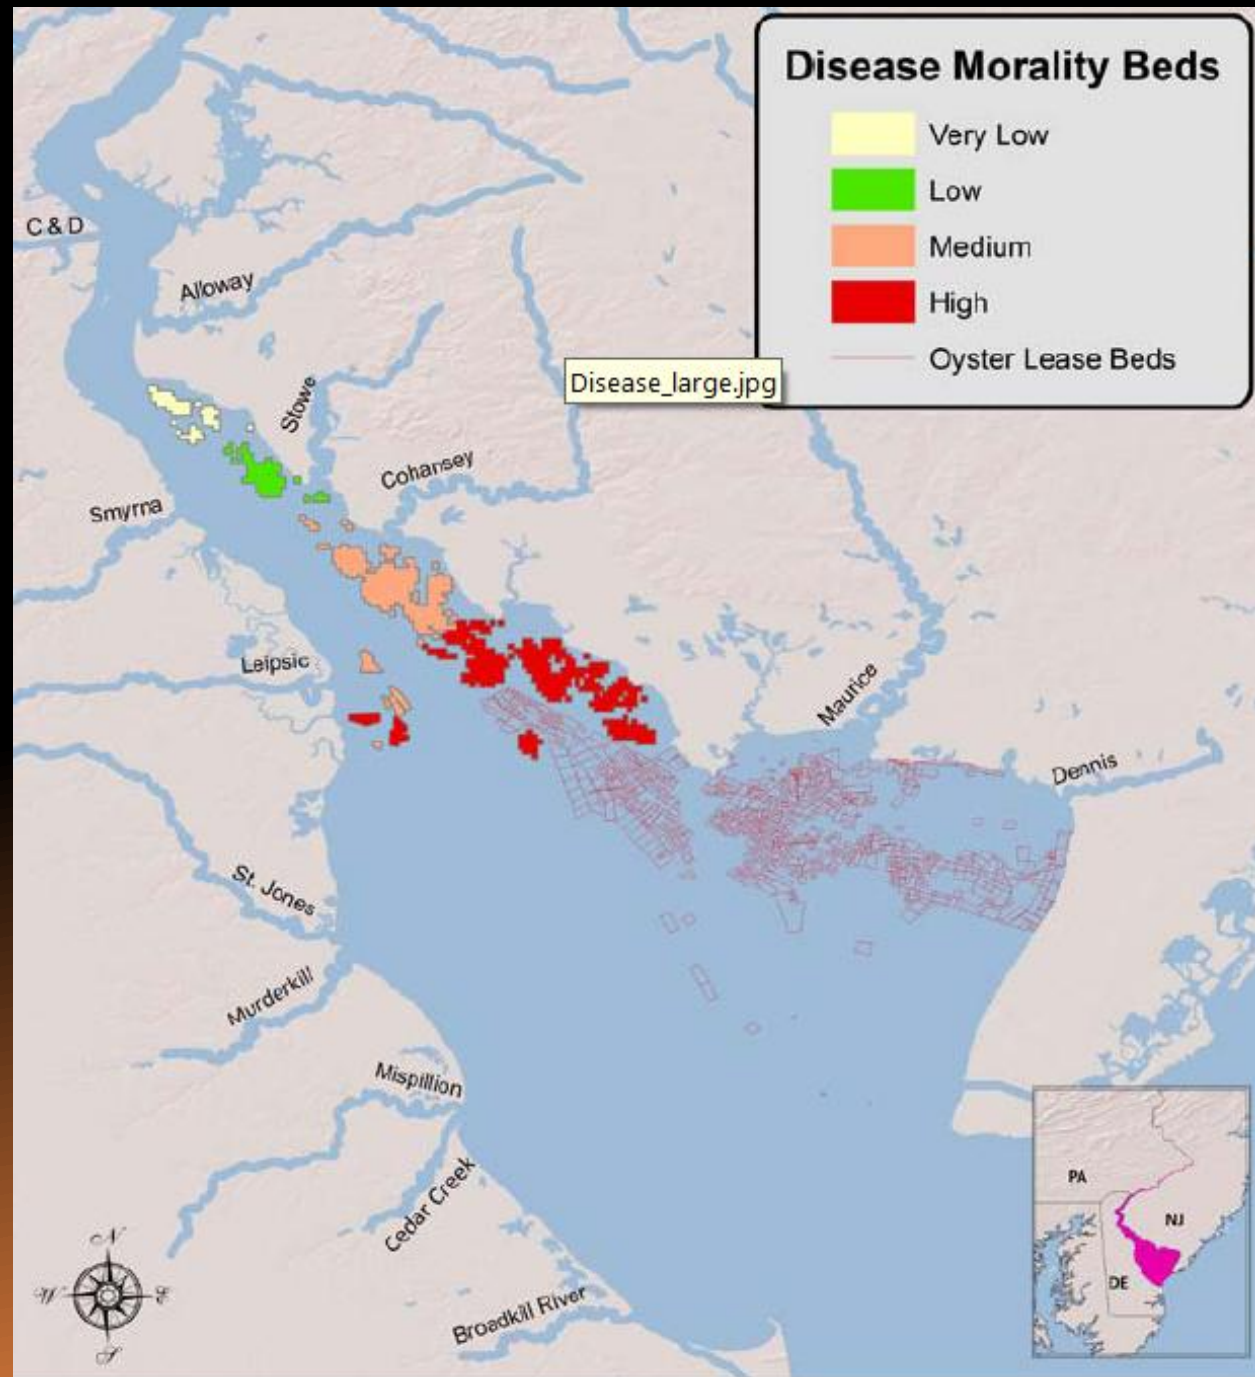 Disease Morality Beds
Very Low
Low
Medium
High
Oyster Lease Beds
C & D
Alloway
Disease_large.jpg
Stowe
Cohansey
Smyrna
Leipsic
Maurice
Dennis
St. Jones
Murderkill
Mispillion
Cedar Creek
Broadkill River
N
W
E
S
PA
NJ
DE